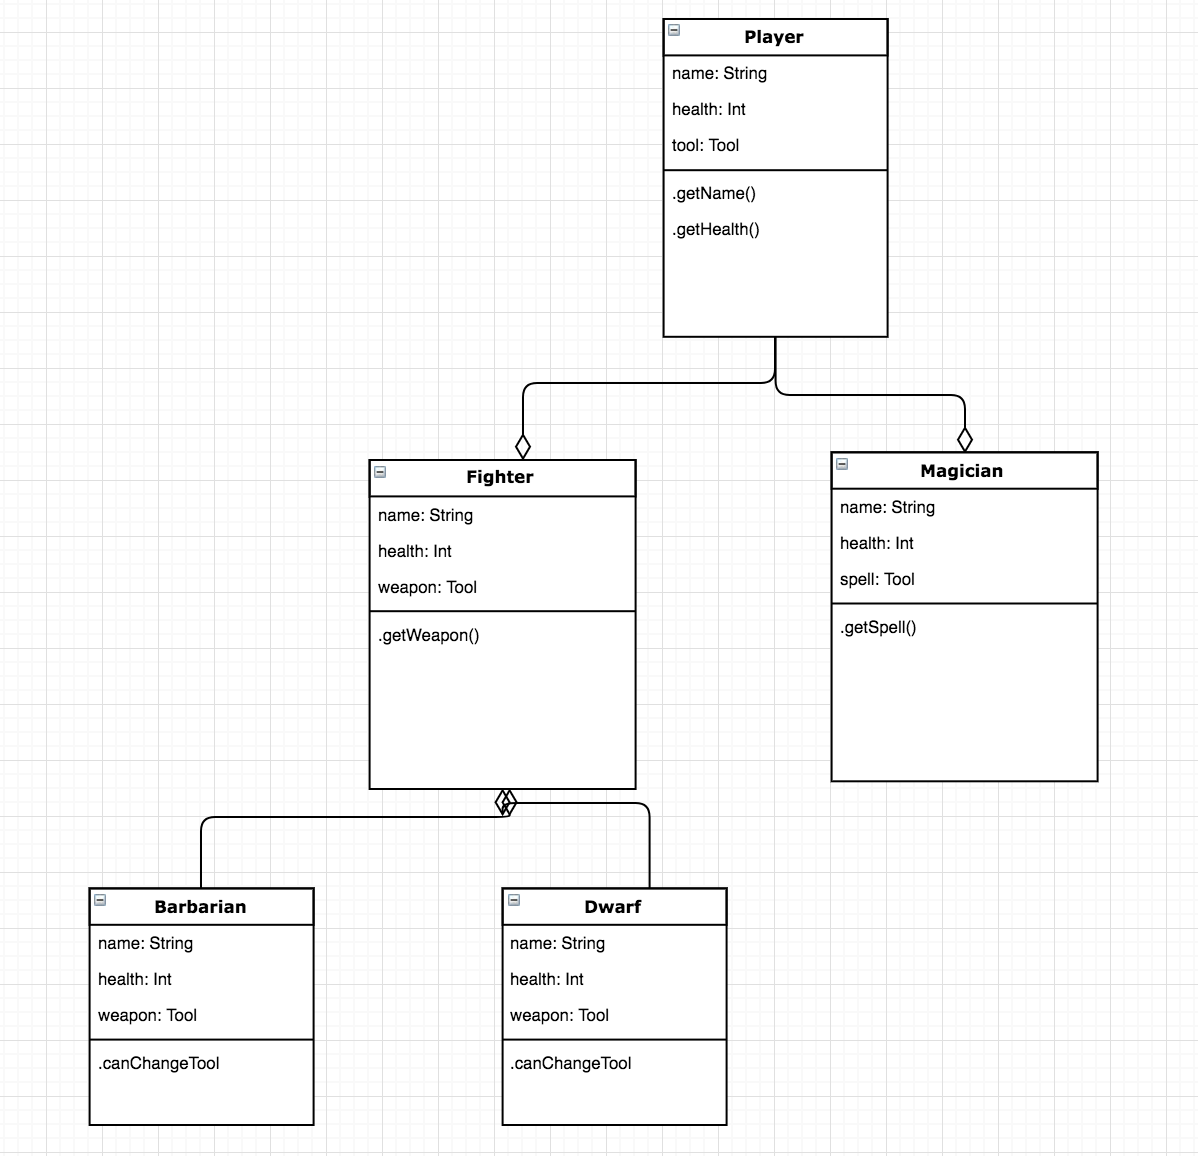 Player
name: String
health: Int
tool: Tool
.getName()
.getHealth()
Fighter
name: String
health: Int
weapon: Tool
.getWeapon()
Magician
name: String
health: Int
spell: Tool
.getSpell()
Barbarian
name: String
health: Int
weapon: Tool
.canChangeTool
Dwarf
name: String
health: Int
weapon: Tool
.canChangeTool